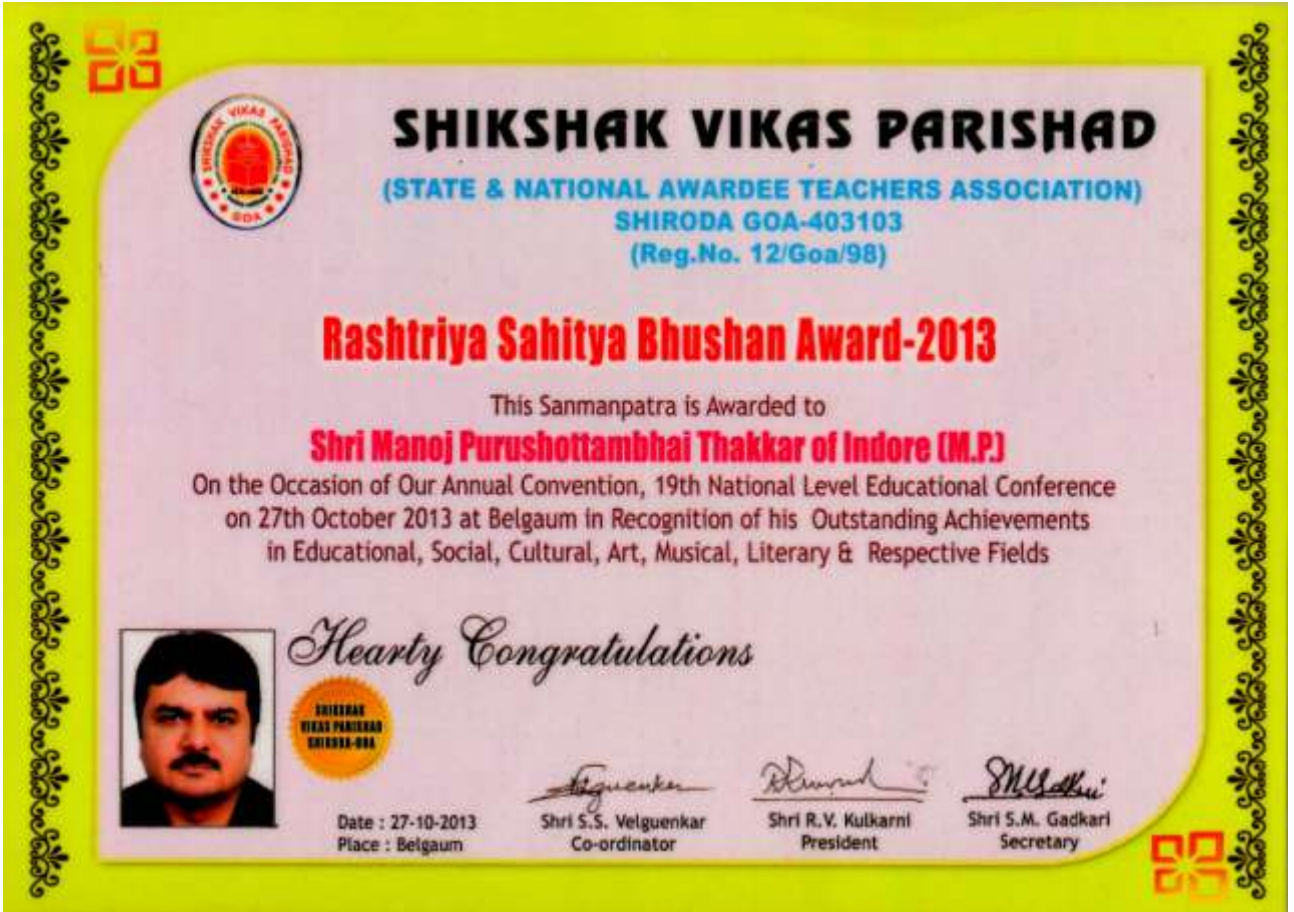 SHIKSHAK VIKAS PARISHAD
GOA
SHIKSHAK VIKAS PARISHAD
(STATE & NATIONAL AWARDEE TEACHERS ASSOCIATION)
SHIRODA GOA-403103
(Reg.No. 12/Goa/98)
Rashtriya Sahitya Bhushan Award-2013
This Sanmanpatra is Awarded to
Shri Manoj Purushottambhai Thakkar of Indore (M.P.)
On the Occasion of Our Annual Convention, 19th National Level Educational Conference
on 27th October 2013 at Belgaum in Recognition of his Outstanding Achievements
in Educational, Social, Cultural, Art, Musical, Literary & Respective Fields
Hearty Congratulations
SHIKSHAK
VIKAS PARISHAD
SHIRODA-GOA
Date : 27-10-2013
Place : Belgaum
Shri S.S. Velguenkar
Co-ordinator
Shri R.V. Kulkarni
President
Shri S.M. Gadkari
Secretary